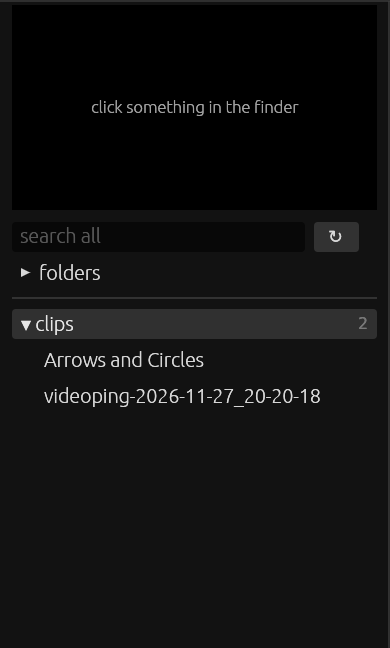 click something in the finder
search all
folders
clips 2
Arrows and Circles
videoping-2026-11-27_20-20-18